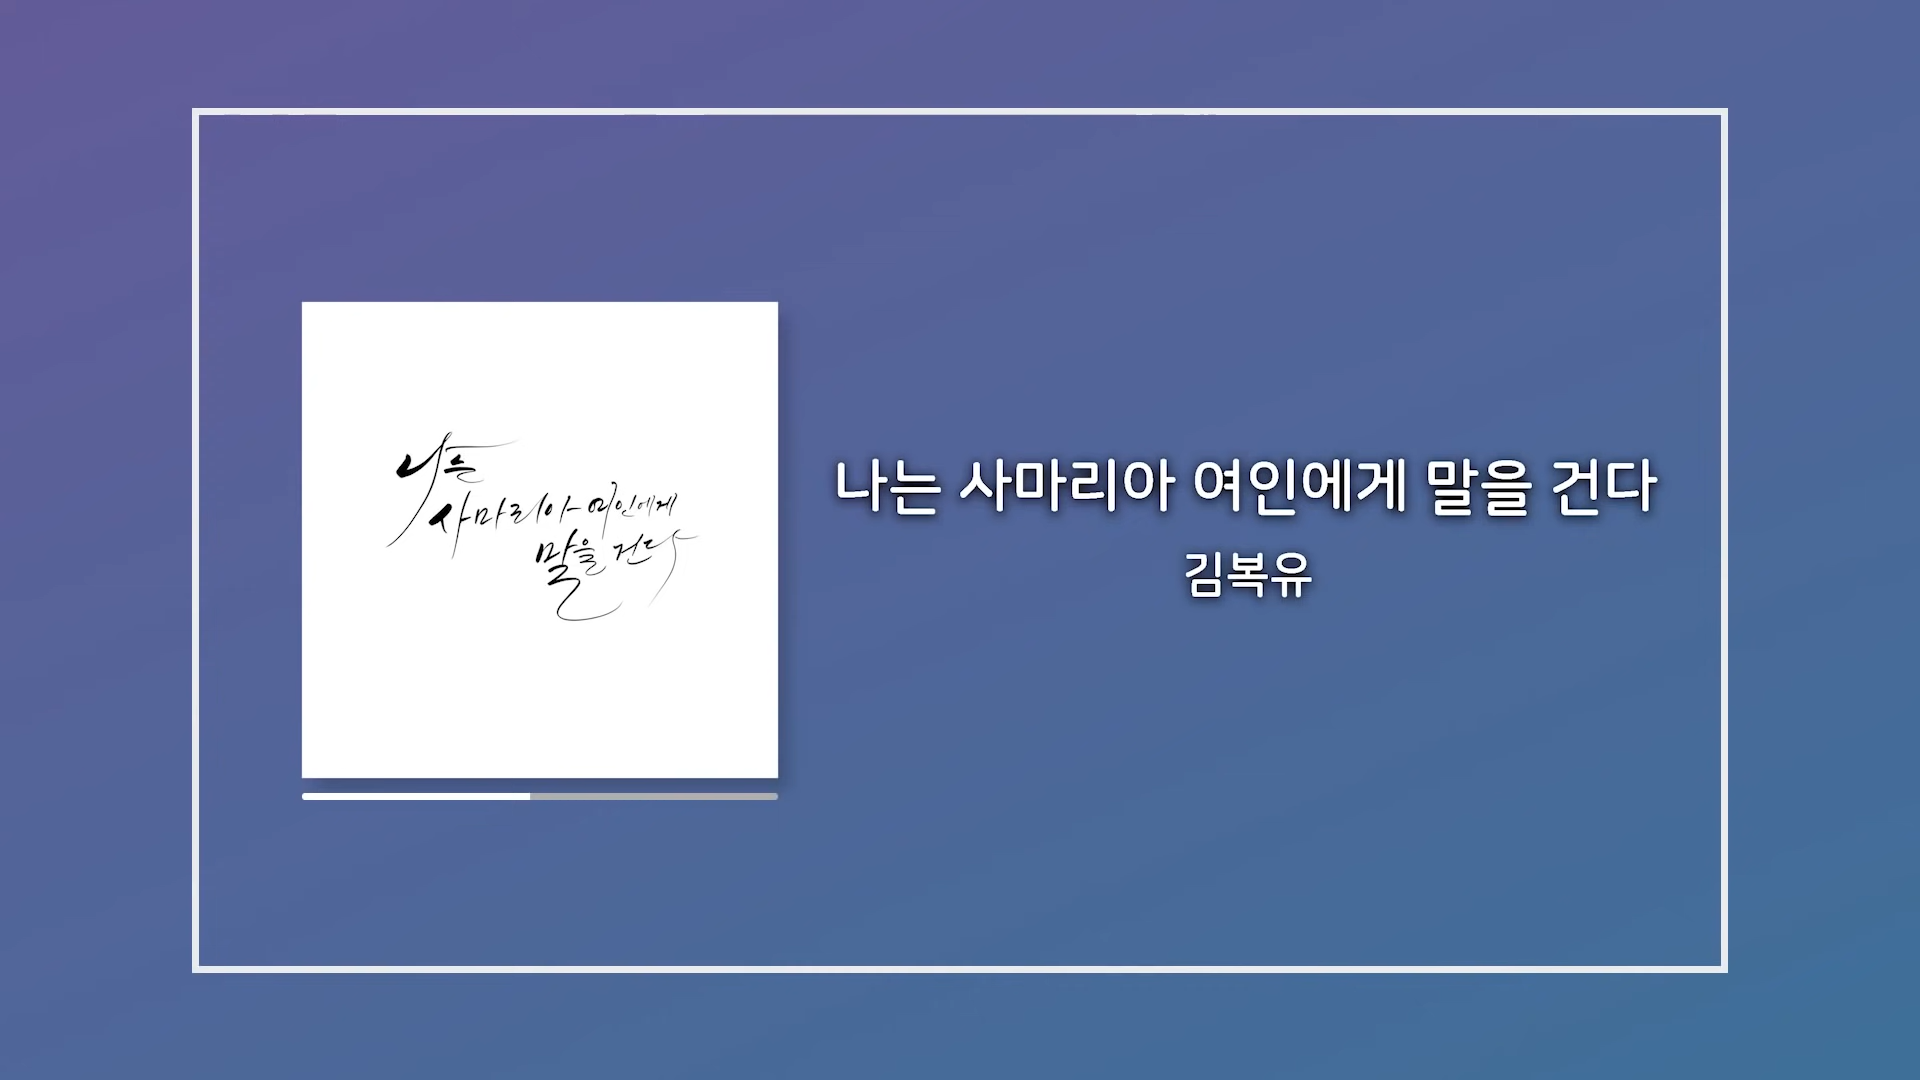 나는
사마리아 여인에게
말을 건다
나는 사마리아 여인에게 말을 건다
김복유